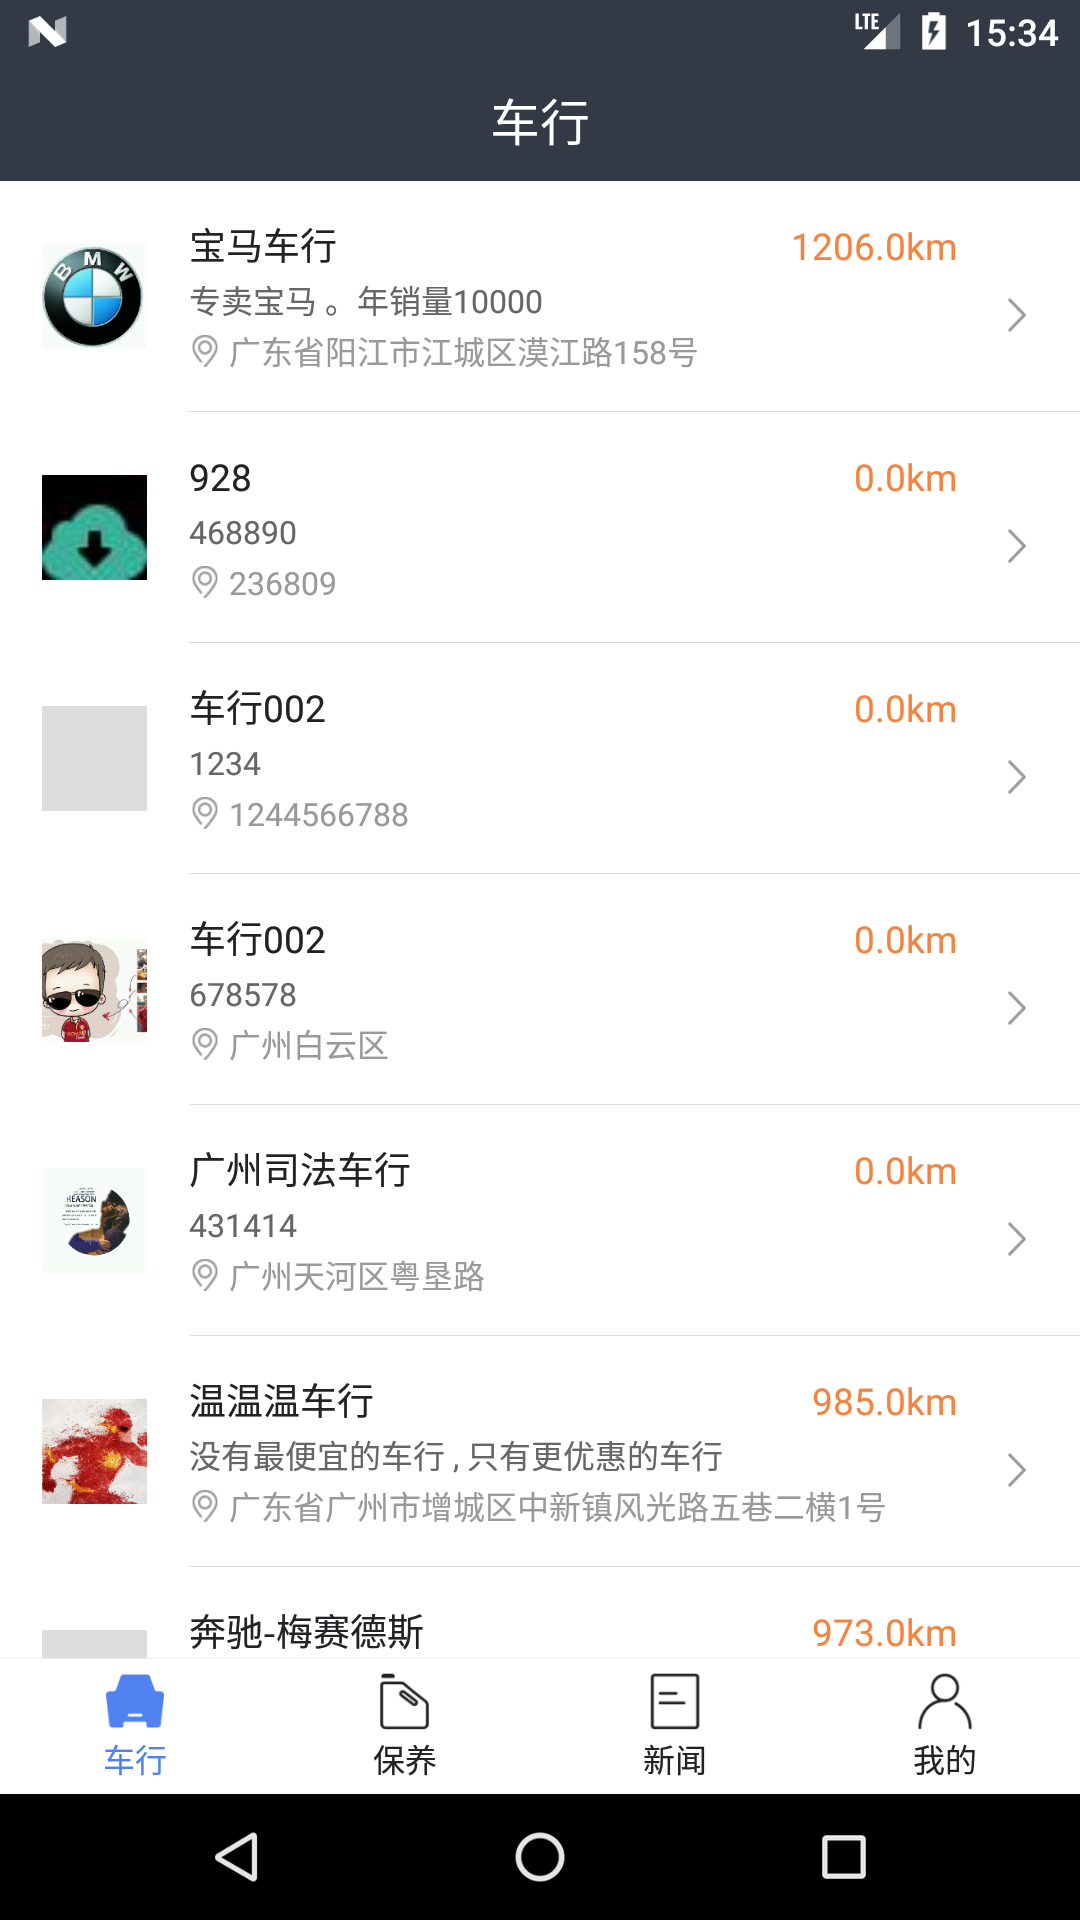 LTE 15:34
车行
宝马车行 1206.0km
专卖宝马 。年销量10000
广东省阳江市江城区漠江路158号
BMW
928 0.0km
468890
236809
车行002 0.0km
1234
1244566788
车行002 0.0km
678578
广州白云区
广州司法车行 0.0km
431414
广州天河区粤垦路
温温温车行 985.0km
没有最便宜的车行 , 只有更优惠的车行
广东省广州市增城区中新镇风光路五巷二横1号
奔驰-梅赛德斯 973.0km
车行 保养 新闻 我的